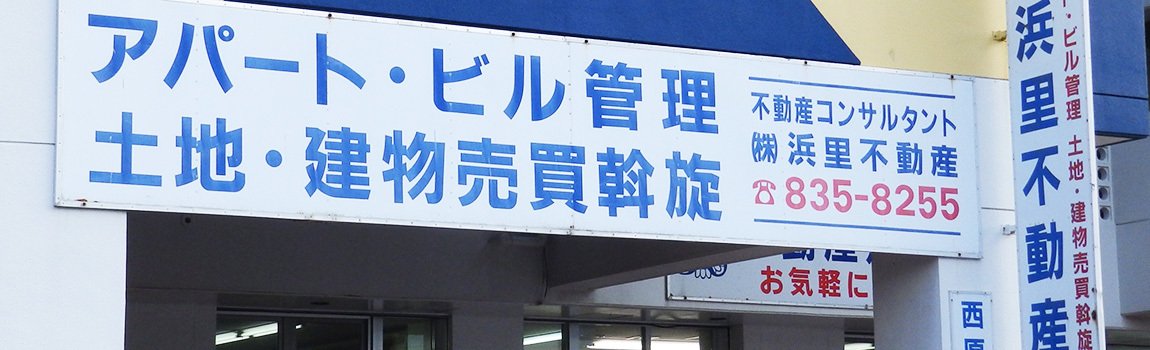 アパート・ビル管理
土地・建物売買斡旋
不動産コンサルタント
㈱浜里不動産
☎835-8255
お気軽に
西原
ト・ビル管理 土地・建物売買斡旋
浜里不動産